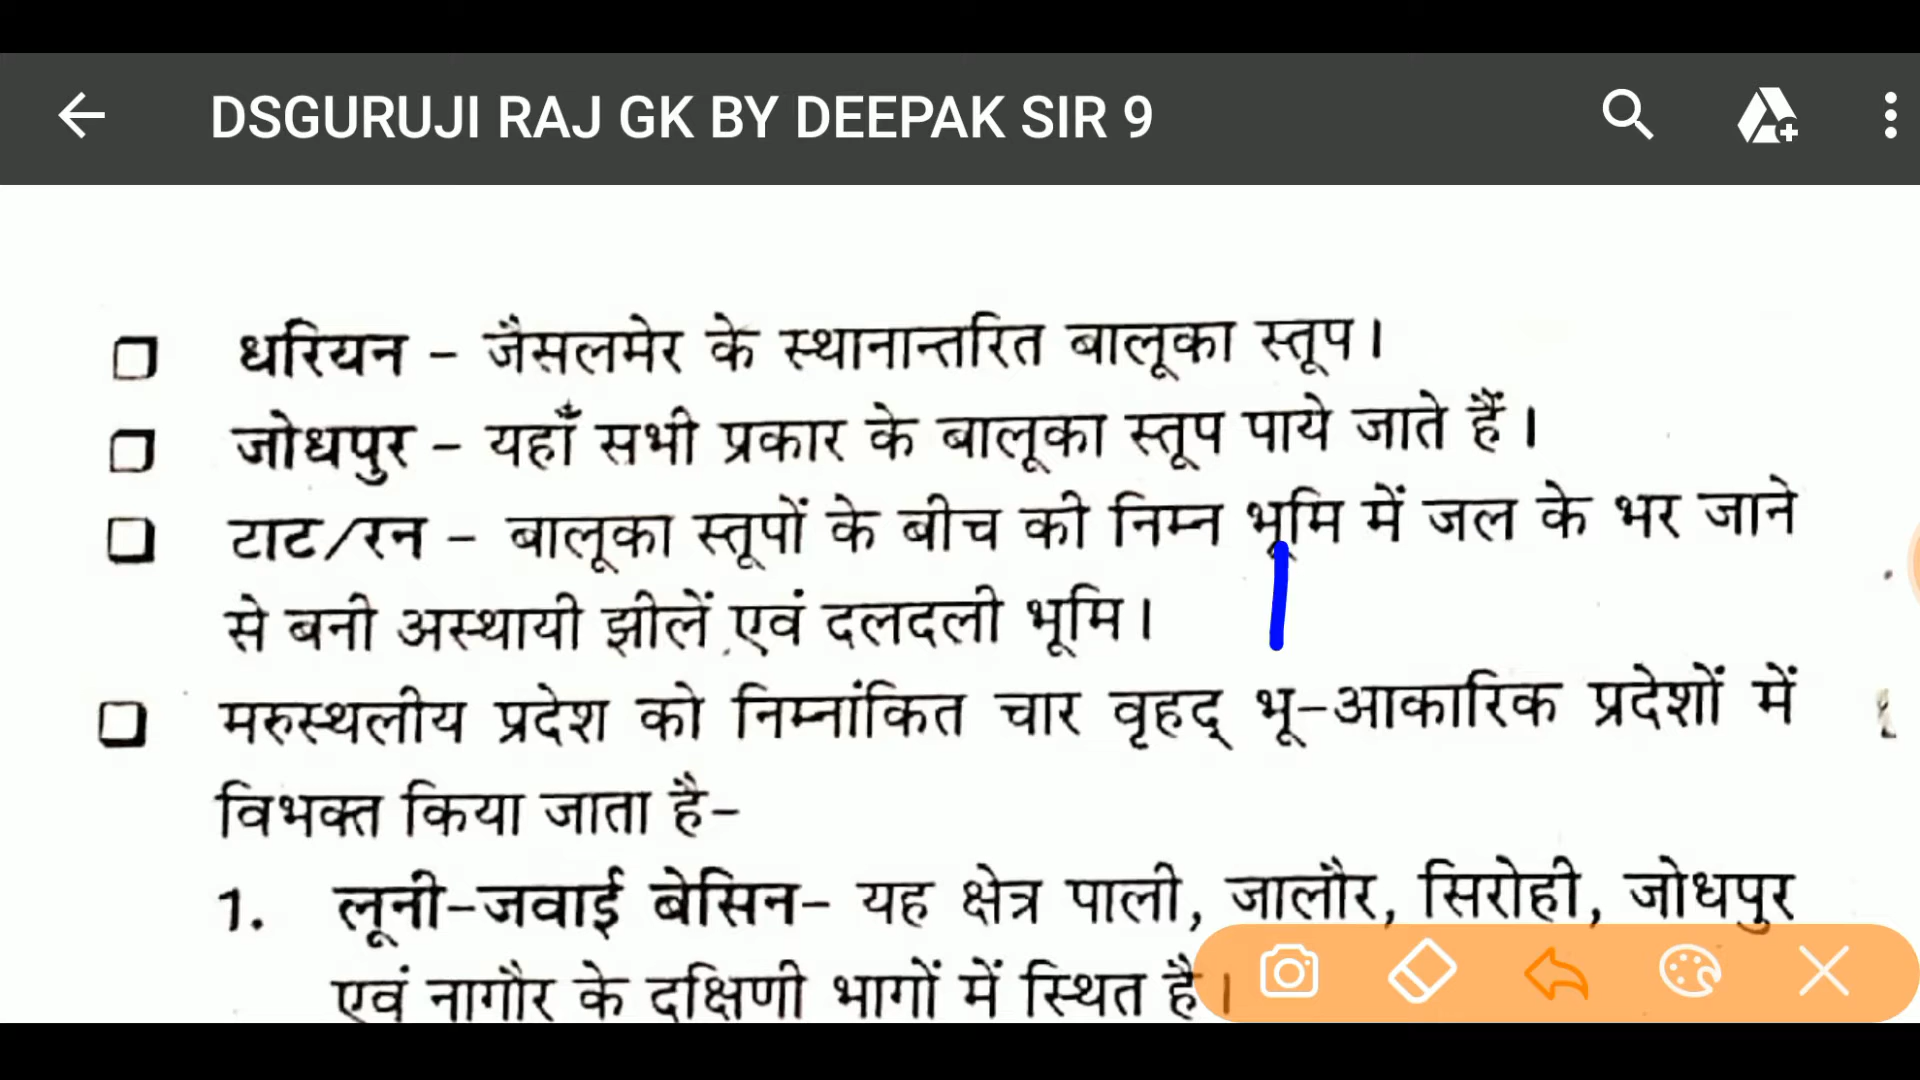 DSGURUJI RAJ GK BY DEEPAK SIR 9
धरियन - जैसलमेर के स्थानान्तरित बालूका स्तूप।
जोधपुर - यहाँ सभी प्रकार के बालूका स्तूप पाये जाते हैं।
टाट/रन - बालूका स्तूपों के बीच की निम्न भूमि में जल के भर जाने
से बनी अस्थायी झीलें एवं दलदली भूमि।
मरुस्थलीय प्रदेश को निम्नांकित चार वृहद् भू-आकारिक प्रदेशों में
विभक्त किया जाता है-
1. लूनी-जवाई बेसिन- यह क्षेत्र पाली, जालौर, सिरोही, जोधपुर
एवं नागौर के दक्षिणी भागों में स्थित है।